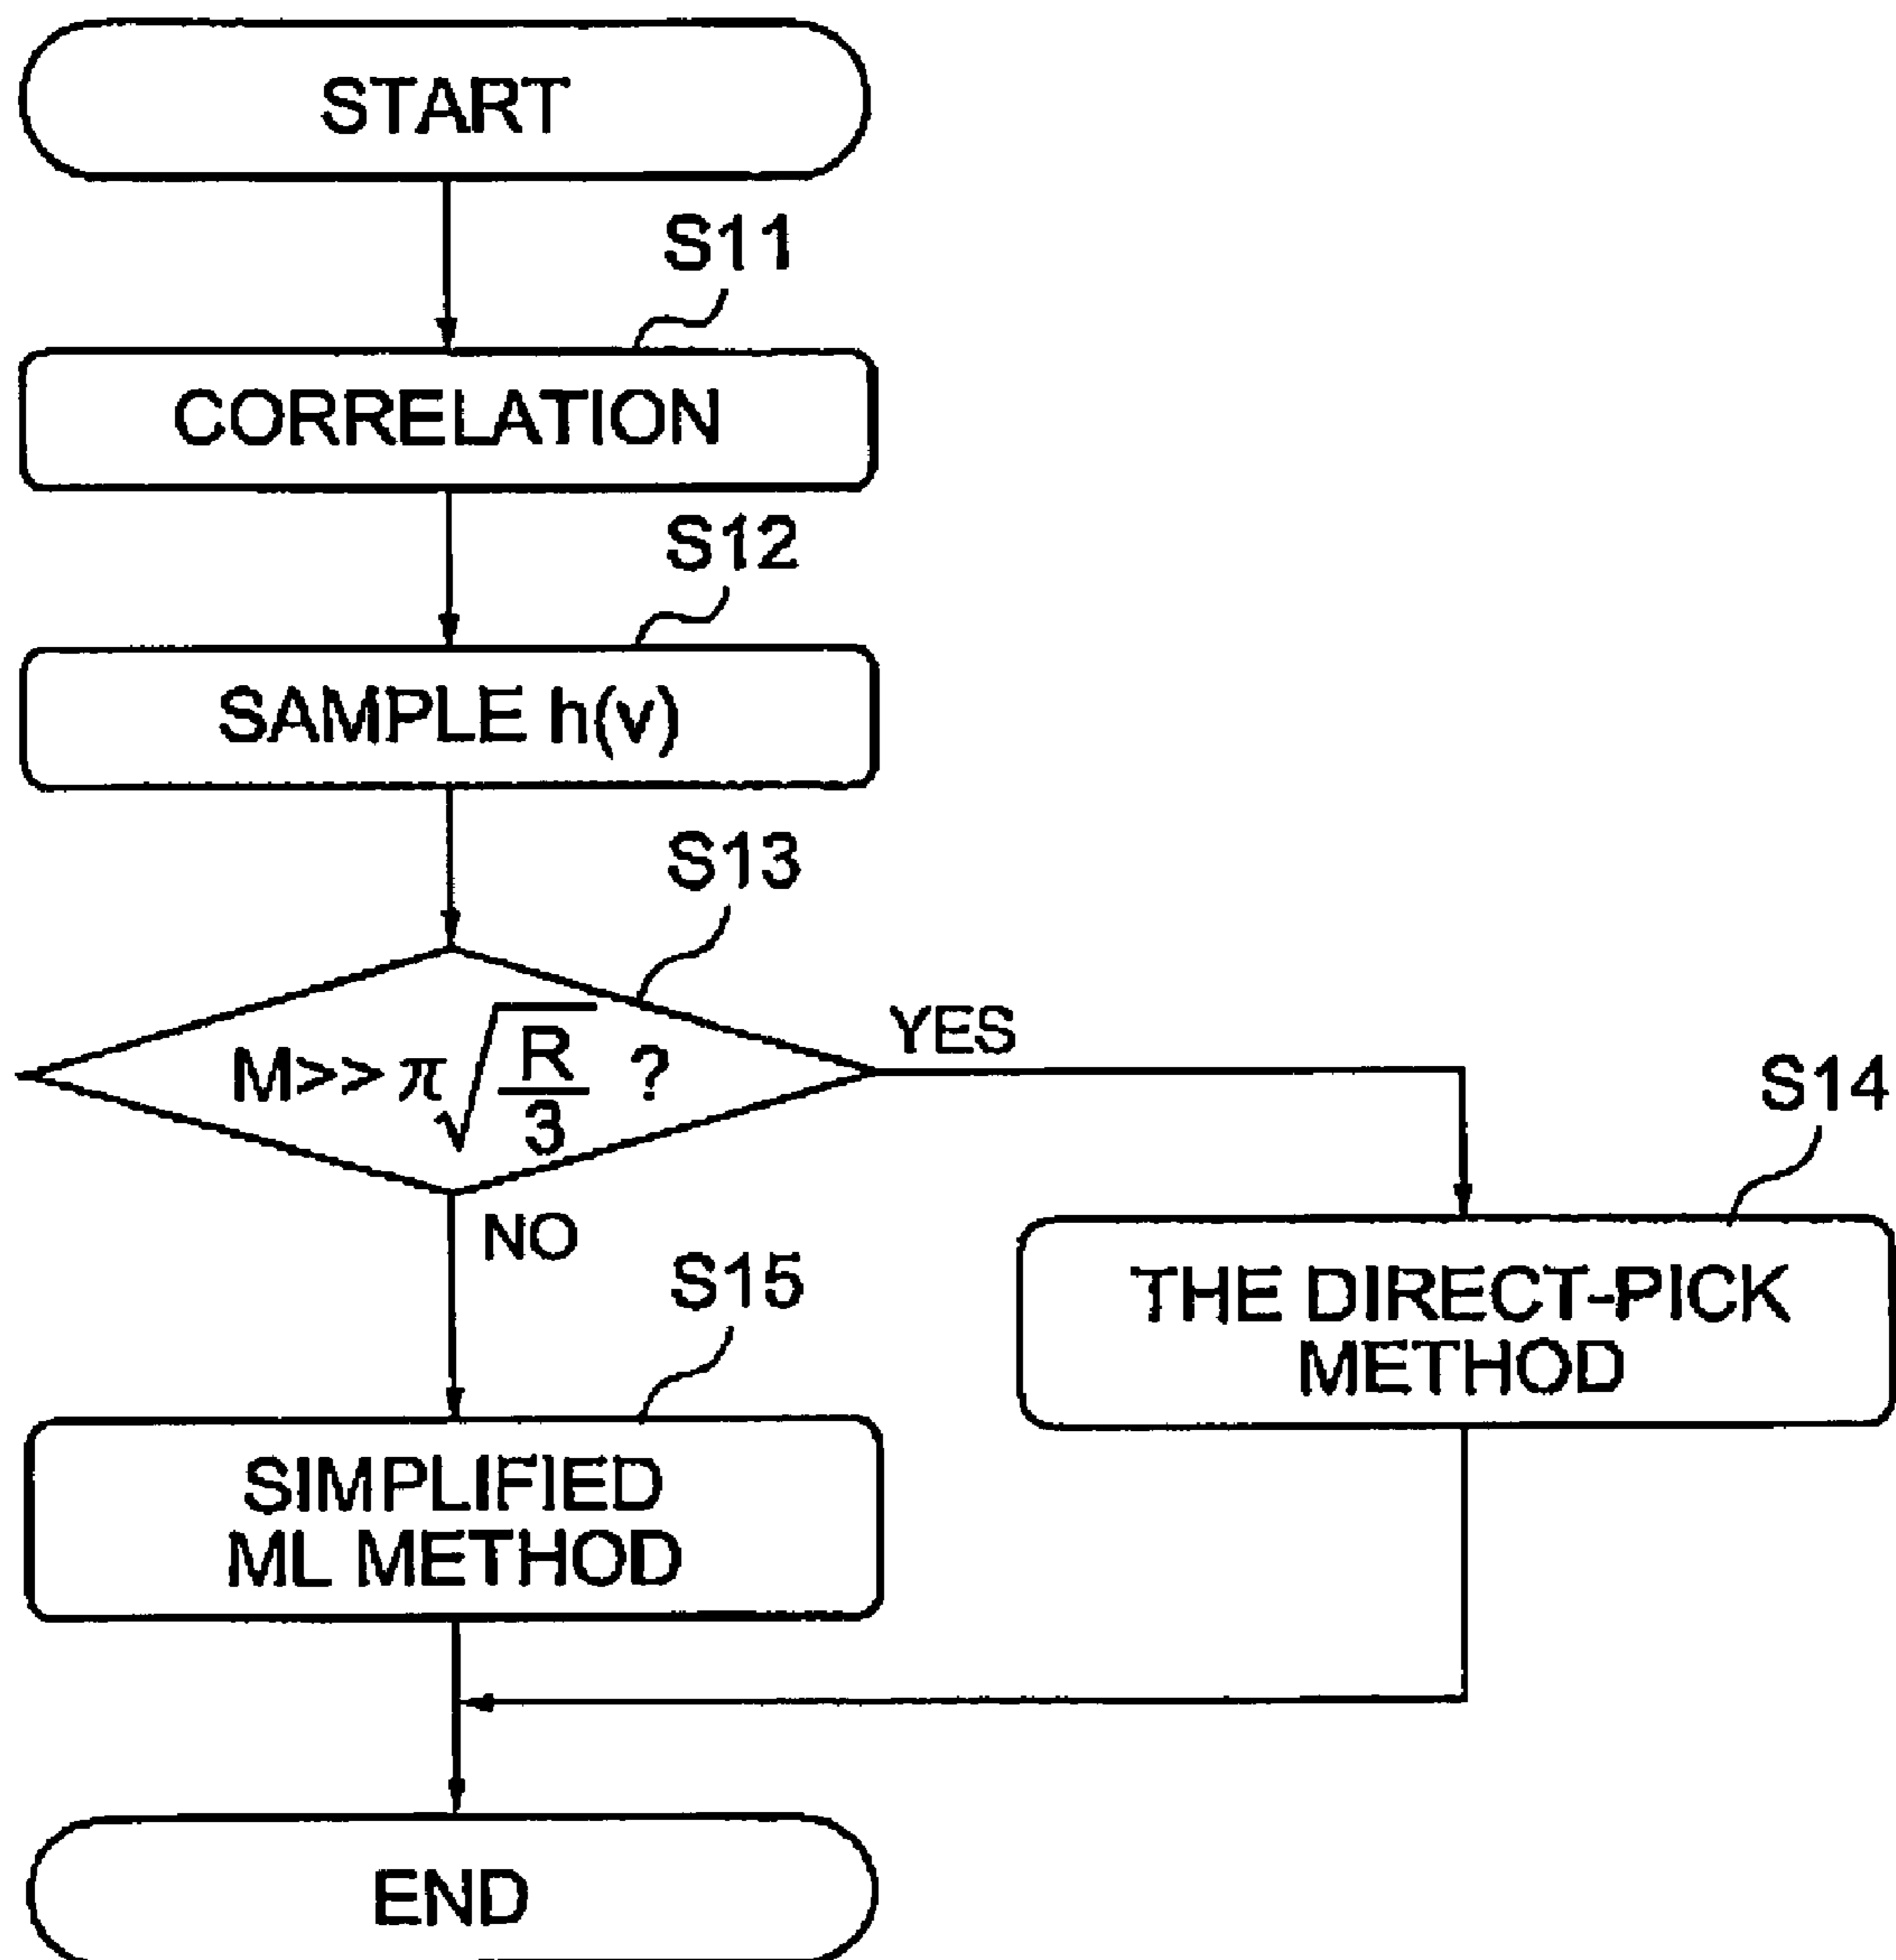 START
S11
CORRELATION
S12
SAMPLE h(v)
S13
M>>π√(R/3) ?
YES
S14
NO
THE DIRECT-PICK
METHOD
S15
SIMPLIFIED
ML METHOD
END